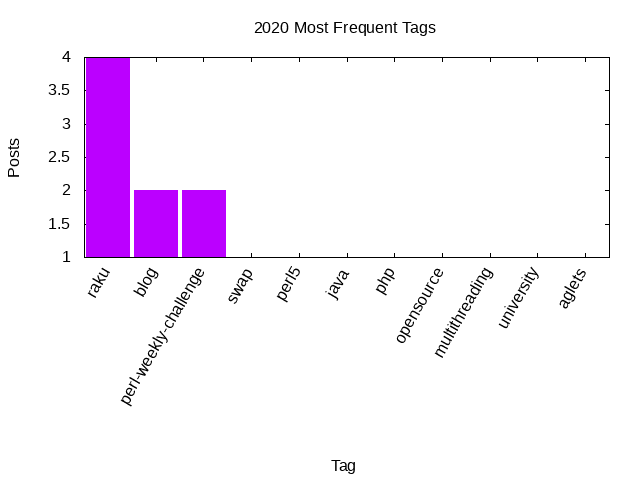 2020 Most Frequent Tags
4
3.5
3
2.5
2
1.5
1
Posts
raku
blog
perl-weekly-challenge
swap
perl5
java
php
opensource
multithreading
university
aglets
Tag